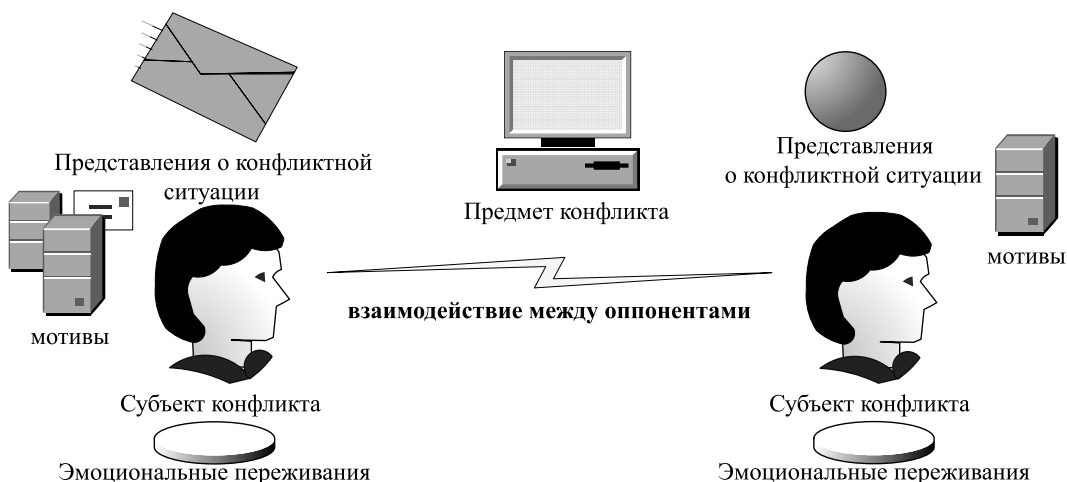 Представления о конфликтной
ситуации
Предмет конфликта
Представления
о конфликтной ситуации
мотивы
мотивы
взаимодействие между оппонентами
Субъект конфликта
Субъект конфликта
Эмоциональные переживания
Эмоциональные переживания